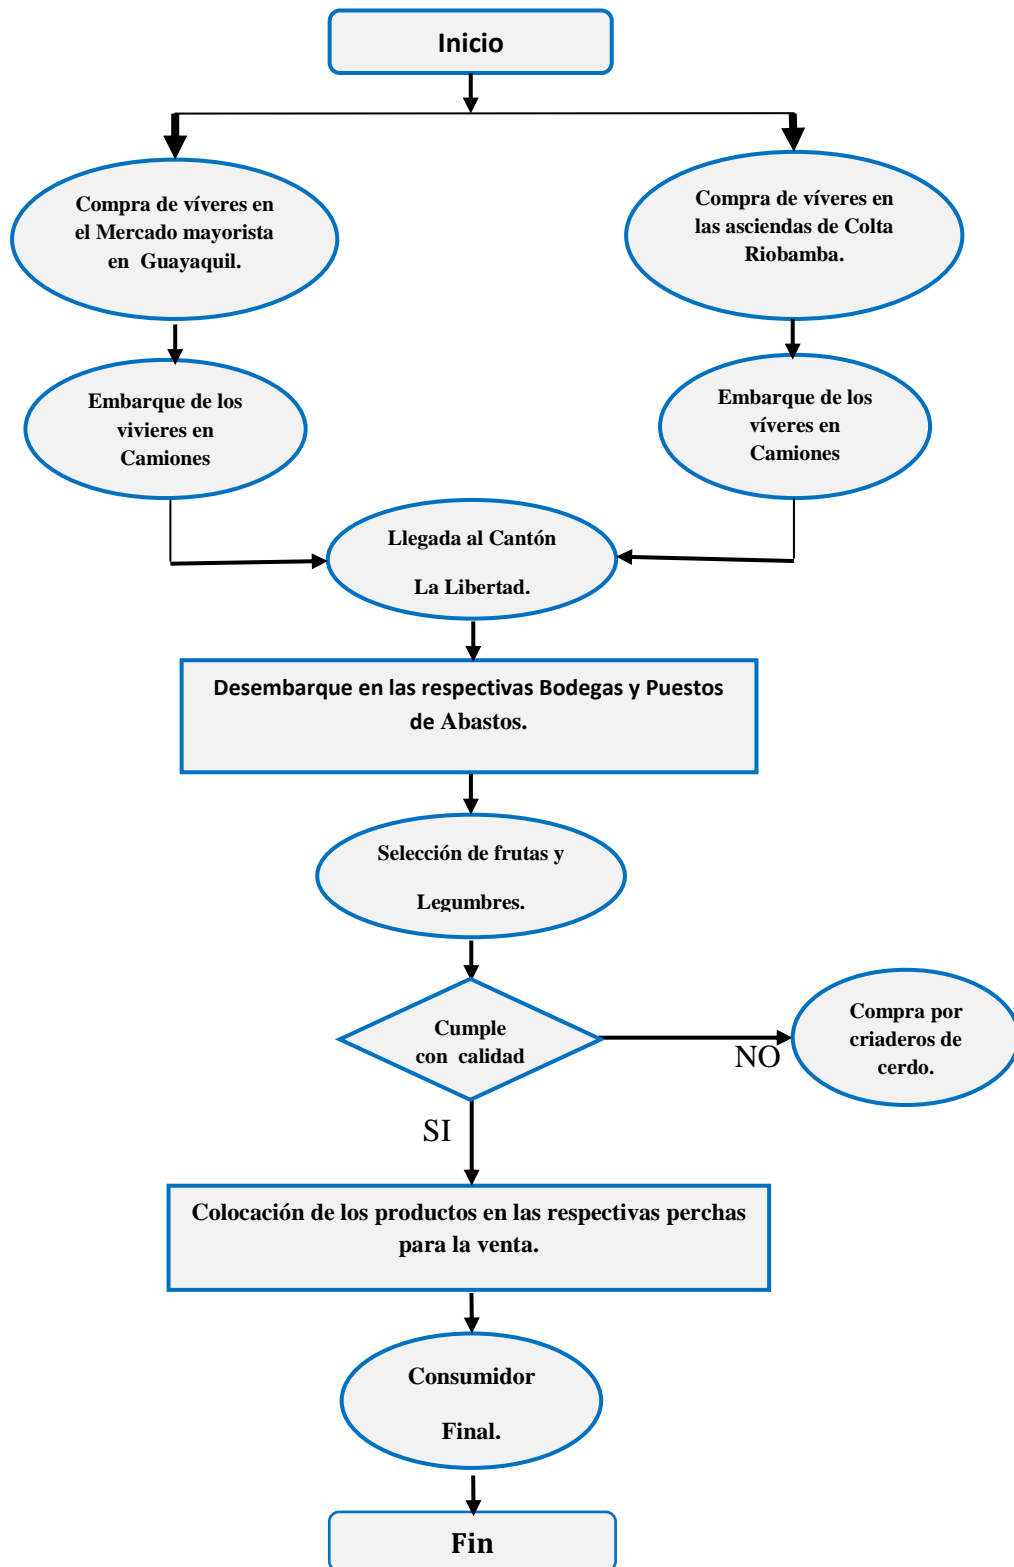 Inicio
Compra de víveres en
el Mercado mayorista
en Guayaquil.
Compra de víveres en
las asciendas de Colta
Riobamba.
Embarque de los
vivieres en
Camiones
Embarque de los
víveres en
Camiones
Llegada al Cantón
La Libertad.
Desembarque en las respectivas Bodegas y Puestos
de Abastos.
Selección de frutas y
Legumbres.
Cumple
con calidad
NO
Compra por
criaderos de
cerdo.
SI
Colocación de los productos en las respectivas perchas
para la venta.
Consumidor
Final.
Fin